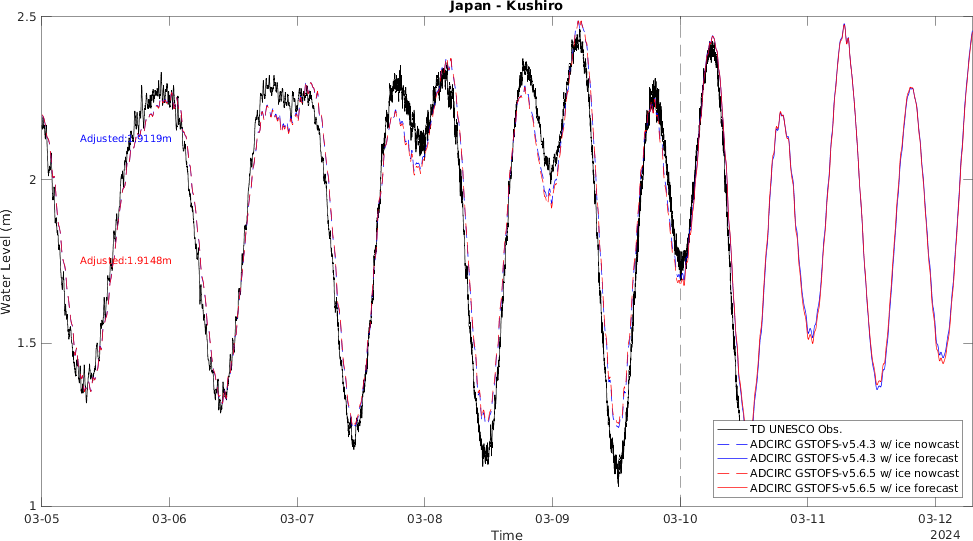 Japan - Kushiro
2.5
2
1.5
1
Water Level (m)
Adjusted:1.9119m
Adjusted:1.9148m
TD UNESCO Obs.
ADCIRC GSTOFS-v5.4.3 w/ ice nowcast
ADCIRC GSTOFS-v5.4.3 w/ ice forecast
ADCIRC GSTOFS-v5.6.5 w/ ice nowcast
ADCIRC GSTOFS-v5.6.5 w/ ice forecast
03-05 03-06 03-07 03-08 03-09 03-10 03-11 03-12
Time
2024